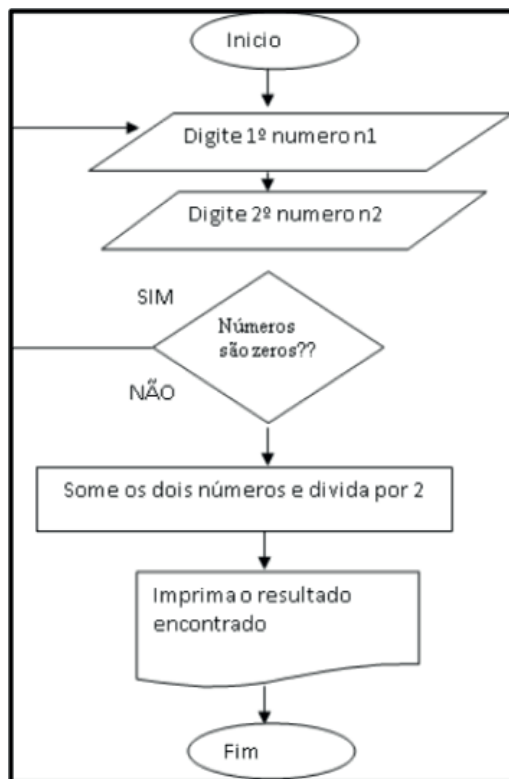 Inicio
Digite 1º numero n1
Digite 2º numero n2
SIM
Números
são zeros??
NÃO
Some os dois números e divida por 2
Imprima o resultado
encontrado
Fim